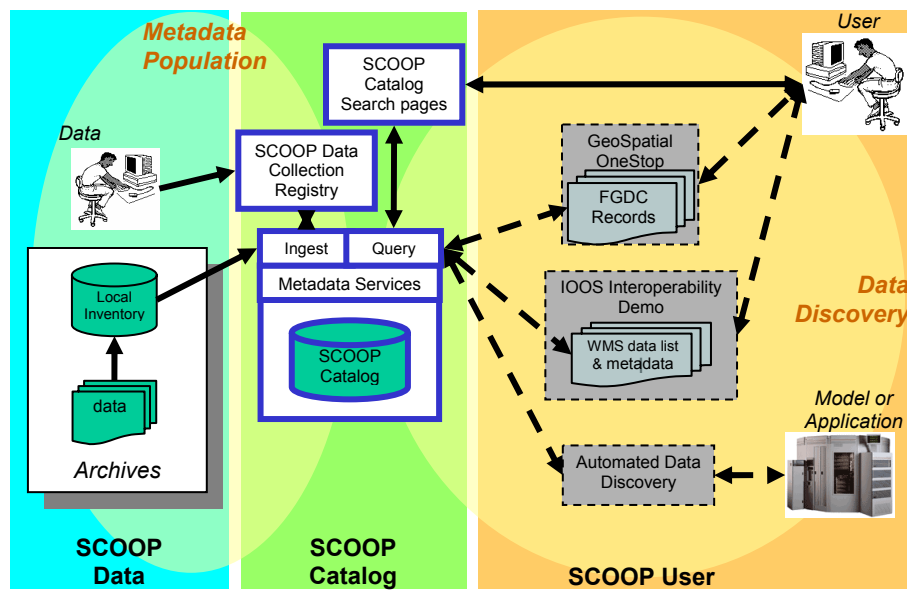 Metadata
Population
User
SCOOP
Catalog
Search pages
Data
SCOOP Data
Collection
Registry
GeoSpatial
OneStop
FGDC
Records
Ingest
Query
Metadata Services
Local
Inventory
SCOOP
Catalog
IOOS Interoperability
Demo
WMS data list
& metadata
Data
Discovery
data
Archives
Automated Data
Discovery
Model or
Application
SCOOP
Data
SCOOP
Catalog
SCOOP User